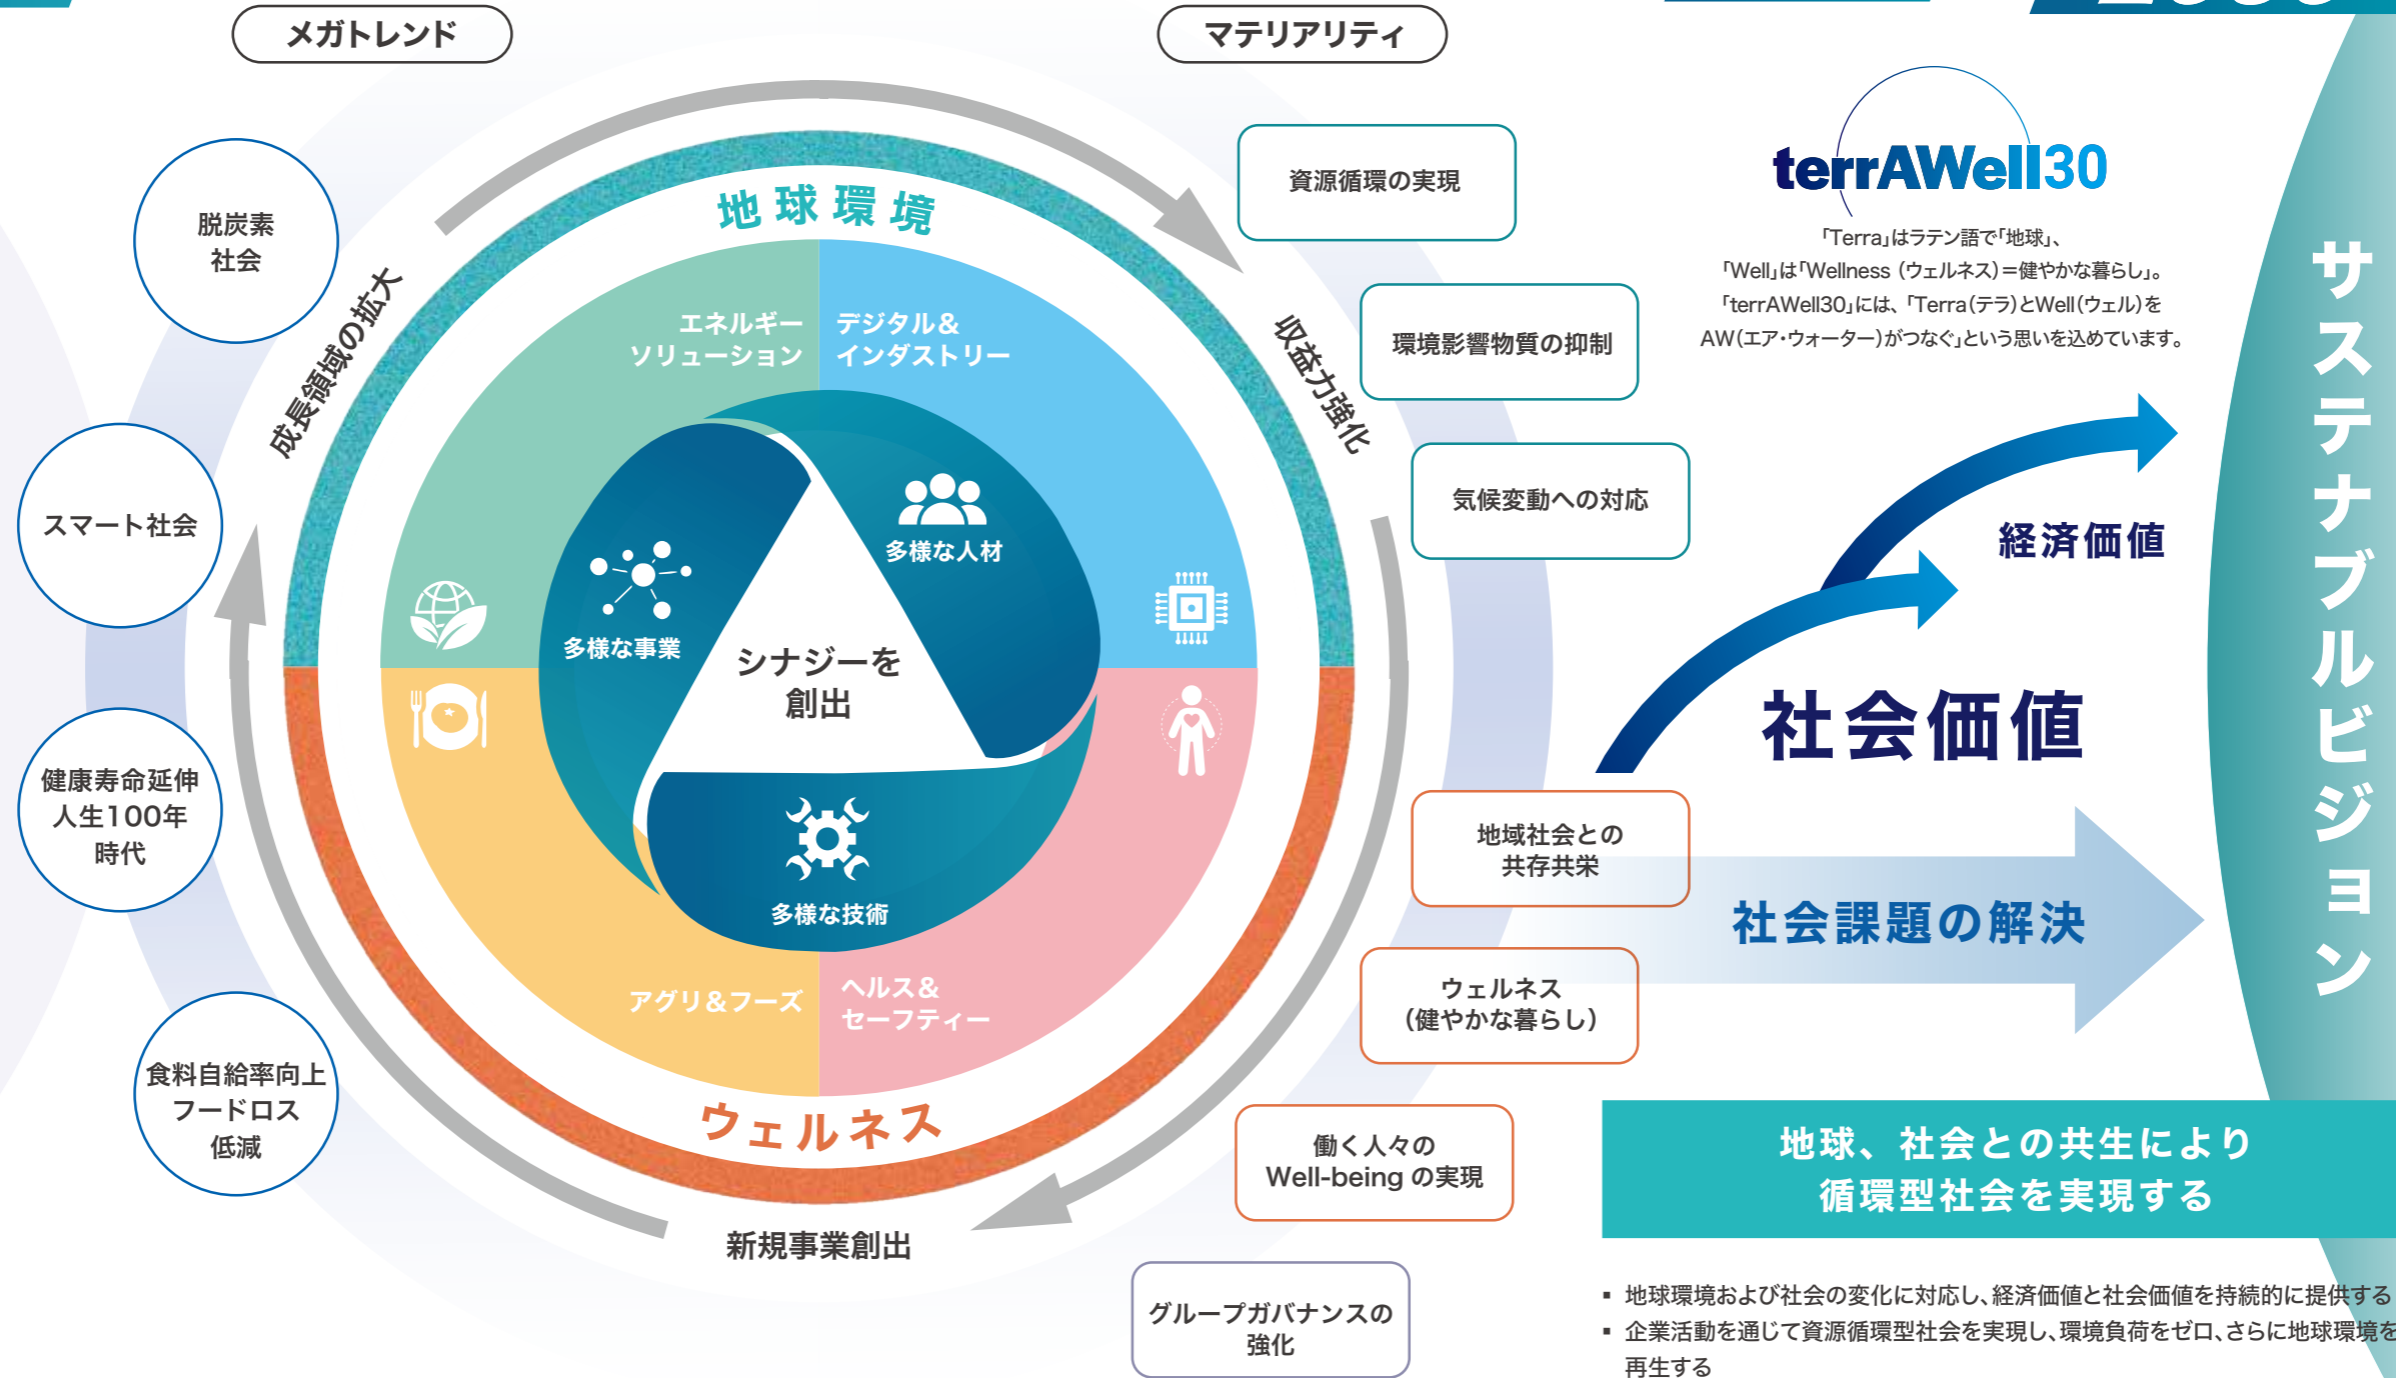 メガトレンド
脱炭素
社会
スマート社会
健康寿命延伸
人生100年
時代
食料自給率向上
フードロス
低減
成長領域の拡大
収益力強化
新規事業創出
地球環境
エネルギー
ソリューション
デジタル&
インダストリー
多様な人材
多様な事業
シナジーを
創出
多様な技術
アグリ&フーズ
ヘルス&
セーフティー
ウェルネス
マテリアリティ
資源循環の実現
環境影響物質の抑制
気候変動への対応
地域社会との
共存共栄
ウェルネス
（健やかな暮らし）
働く人々の
Well-being の実現
グループガバナンスの
強化
terrAWell30
「Terra」はラテン語で「地球」、
「Well」は「Wellness（ウェルネス）＝健やかな暮らし」。
「terrAWell30」には、「Terra（テラ）とWell（ウェル）を
AW（エア・ウォーター）がつなぐ」という思いを込めています。
経済価値
社会価値
社会課題の解決
サステナブルビジョン
地球、社会との共生により
循環型社会を実現する
▪ 地球環境および社会の変化に対応し、経済価値と社会価値を持続的に提供する
▪ 企業活動を通じて資源循環型社会を実現し、環境負荷をゼロ、さらに地球環境を
再生する